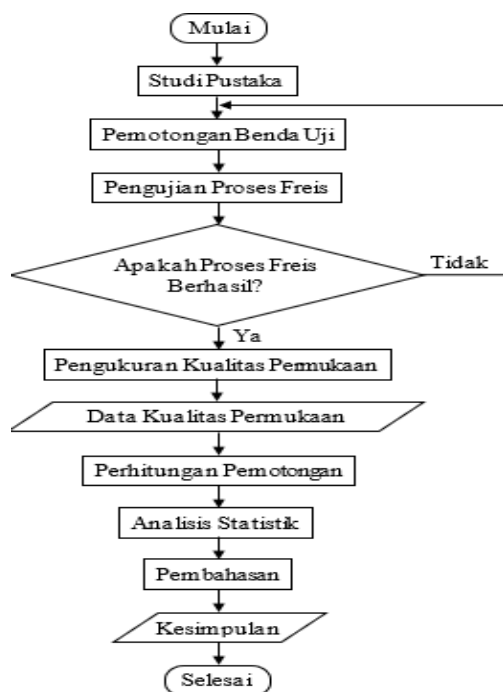 Mulai
Studi Pustaka
Pemotongan Benda Uji
Pengujian Proses Freis
Apakah Proses Freis
Berhasil?
Tidak
Ya
Pengukuran Kualitas Permukaan
Data Kualitas Permukaan
Perhitungan Pemotongan
Analisis Statistik
Pembahasan
Kesimpulan
Selesai